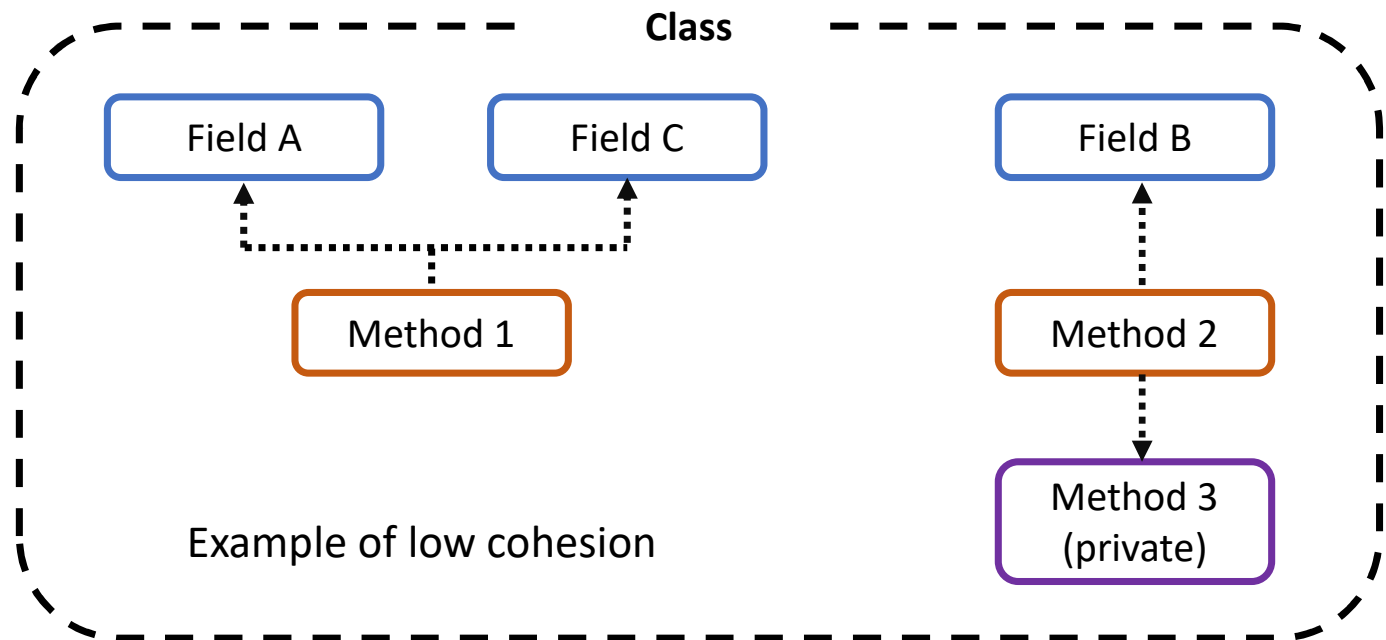 Class
Field A
Field C
Field B
Method 1
Method 2
Method 3
(private)
Example of low cohesion